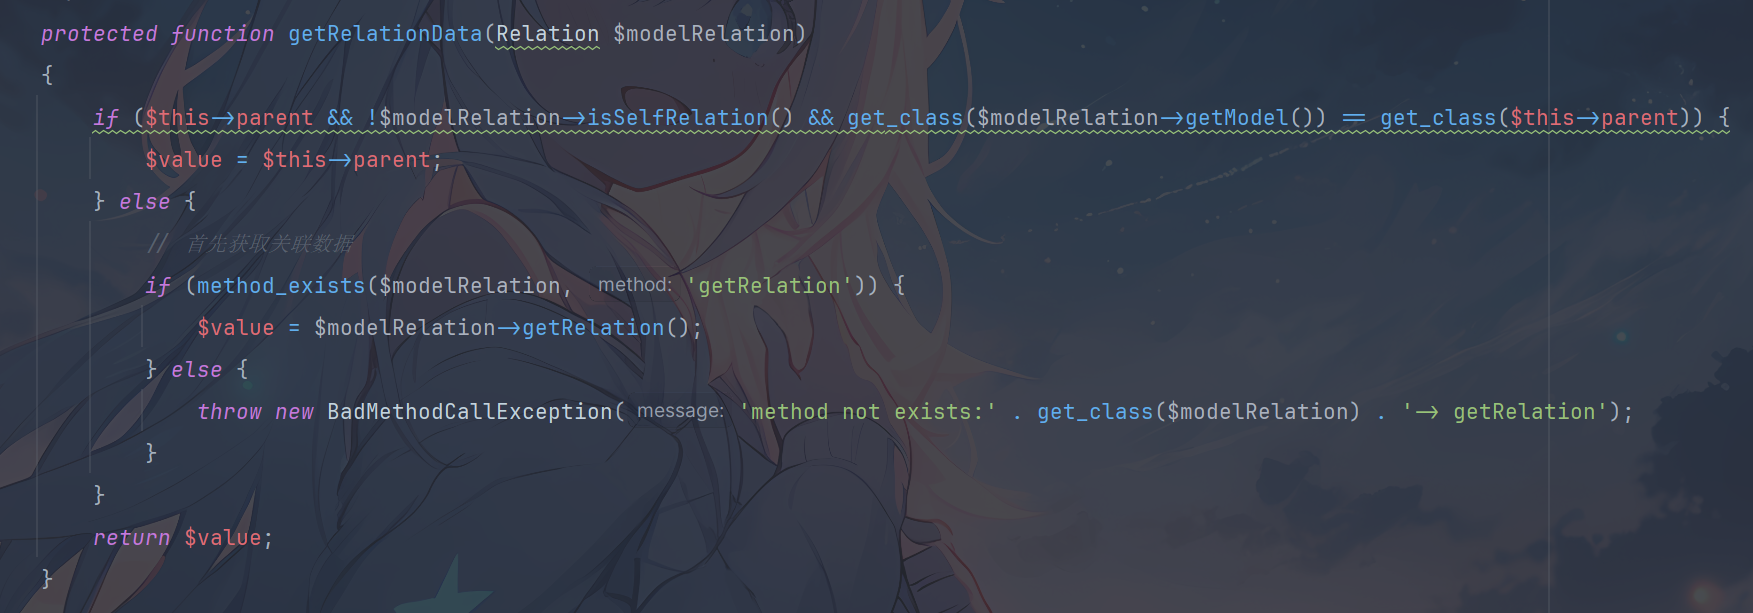 protected function getRelationData(Relation $modelRelation)
{
if ($this->parent && !$modelRelation->isSelfRelation() && get_class($modelRelation->getModel()) == get_class($this->parent)) {
$value = $this->parent;
} else {
// 首先获取关联数据
if (method_exists($modelRelation, method: 'getRelation')) {
$value = $modelRelation->getRelation();
} else {
throw new BadMethodCallException( message: 'method not exists:' . get_class($modelRelation) . '-> getRelation');
}
}
return $value;
}